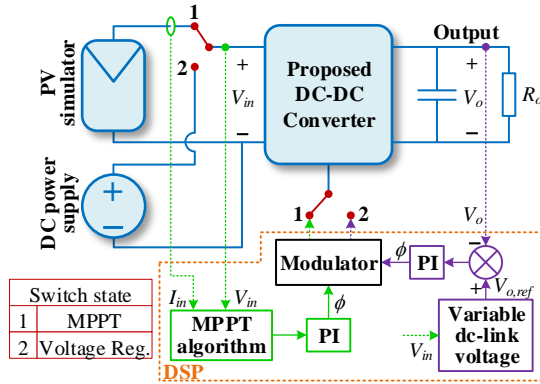 1
Output
PV
simulator
2
+
V_in
−
Proposed
DC-DC
Converter
+
V_o
−
R_o
DC power
supply
+
−
1
2
V_o
Modulator
ϕ
PI
−
+
V_o,ref
Switch state
1 MPPT
2 Voltage Reg.
I_in
V_in
ϕ
MPPT
algorithm
PI
V_in
Variable
dc-link
voltage
DSP